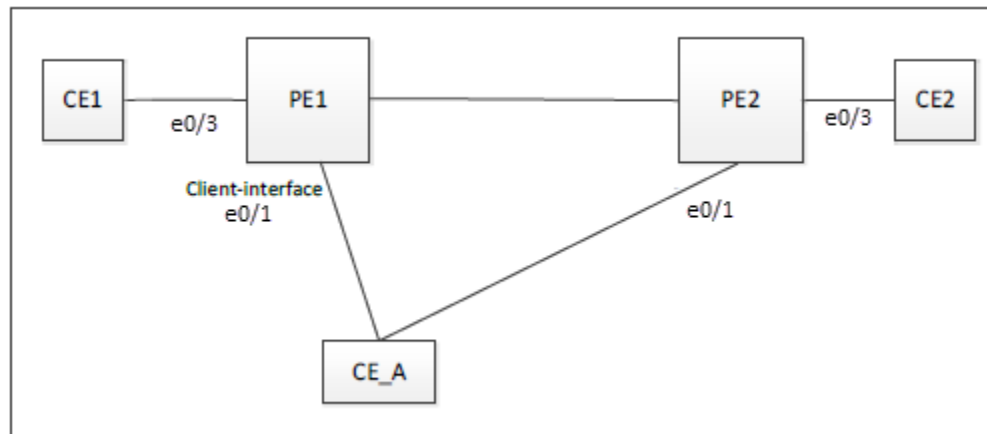 CE1
PE1
PE2
CE2
e0/3
e0/3
Client-interface
e0/1
e0/1
CE_A